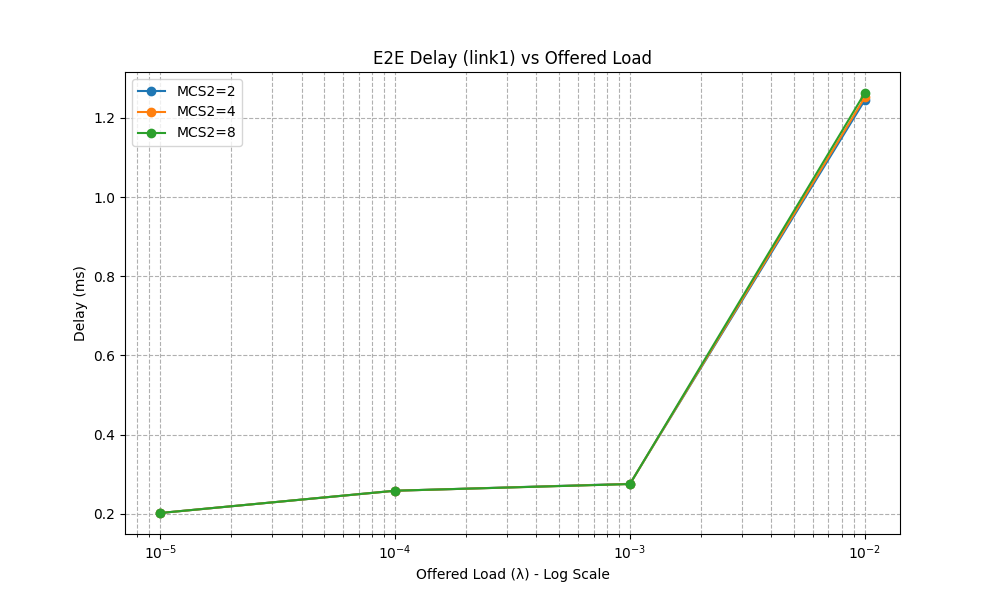 E2E Delay (link1) vs Offered Load
MCS2=2
MCS2=4
MCS2=8
Delay (ms)
1.2
1.0
0.8
0.6
0.4
0.2
10⁻⁵
10⁻⁴
10⁻³
10⁻²
Offered Load (λ) - Log Scale